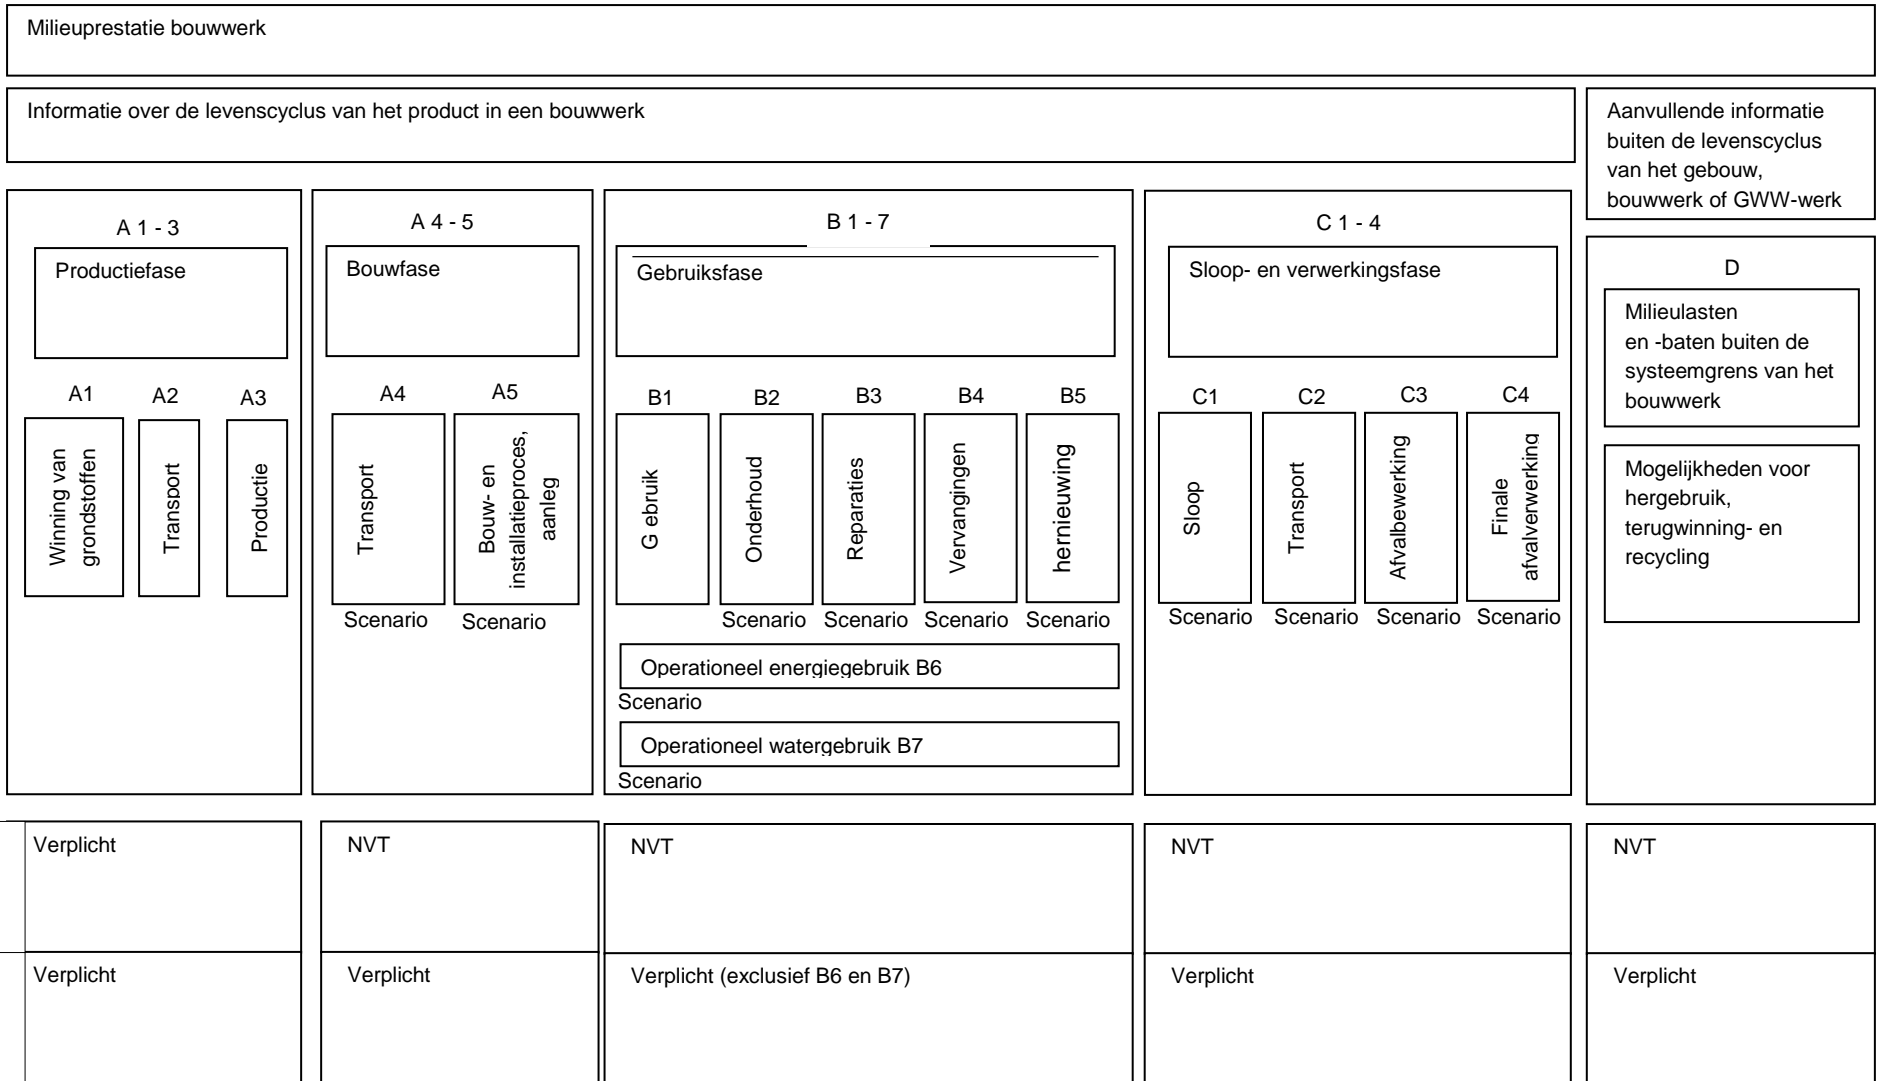 Milieuprestatie bouwwerk
Informatie over de levenscyclus van het product in een bouwwerk
Aanvullende informatie
buiten de levenscyclus
van het gebouw,
bouwwerk of GWW-werk
A 1 - 3
Productiefase
A1
A2
A3
Winning van
grondstoffen
Transport
Productie
A 4 - 5
Bouwfase
A4
A5
Transport
Bouw- en
installatieproces,
aanleg
Scenario
Scenario
B 1 - 7
Gebruiksfase
B1
B2
B3
B4
B5
G ebruik
Onderhoud
Reparaties
Vervangingen
hernieuwing
Scenario
Scenario
Scenario
Scenario
Operationeel energiegebruik B6
Scenario
Operationeel watergebruik B7
Scenario
C 1 - 4
Sloop- en verwerkingsfase
C1
C2
C3
C4
Sloop
Transport
Afvalbewerking
Finale
afvalverwerking
Scenario
Scenario
Scenario
Scenario
D
Milieulasten
en -baten buiten de
systeemgrens van het
bouwwerk
Mogelijkheden voor
hergebruik,
terugwinning- en
recycling
Verplicht
NVT
NVT
NVT
NVT
Verplicht
Verplicht
Verplicht (exclusief B6 en B7)
Verplicht
Verplicht